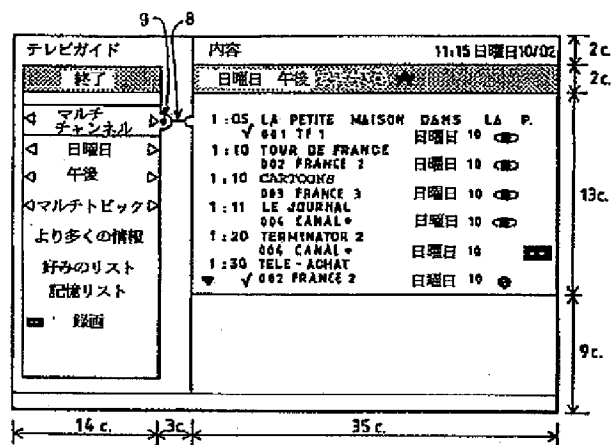 9 8
テレビガイド 内容 11:15 日曜日10/02
終了 日曜日 午後
マルチ
チャンネル
日曜日
午後
マルチトピック
より多くの情報
好みのリスト
記憶リスト
録画
1:05 LA PETITE MAISON DANS LA P.
✓ 001 TF1 日曜日 10
1:10 TOUR DE FRANCE
002 FRANCE 2 日曜日 10
1:10 CARTOONS
003 FRANCE 3 日曜日 10
1:11 LE JOURNAL
004 CANAL+ 日曜日 10
1:20 TERMINATOR 2
004 CANAL+ 日曜日 10
1:30 TELE-ACHAT
✓ 002 FRANCE 2 日曜日 10
2c.
2c.
13c.
9c.
14c. 3c. 35c.